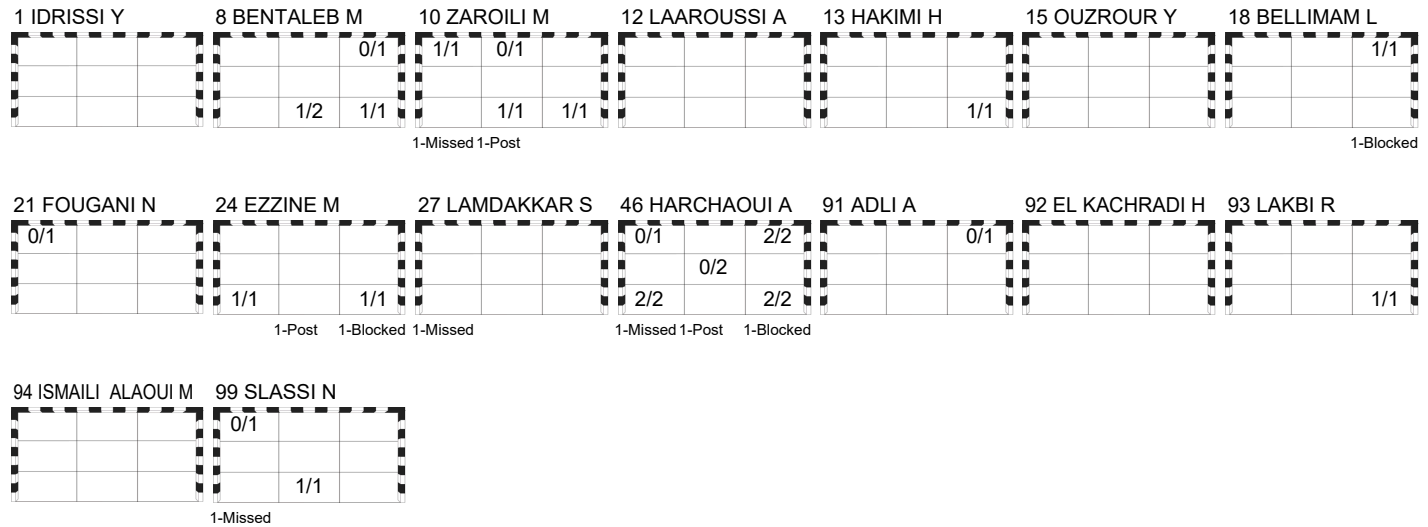 1 IDRISSI Y 8 BENTALEB M 10 ZAROILI M 12 LAAROUSSI A 13 HAKIMI H 15 OUZROUR Y 18 BELLIMAM L
0/1 1/1 0/1 1/1
1/2 1/1 1/1 1/1 1/1
1-Missed 1-Post 1-Blocked
21 FOUGANI N 24 EZZINE M 27 LAMDAKKAR S 46 HARCHAOUI A 91 ADLI A 92 EL KACHRADI H 93 LAKBI R
0/1 0/1 2/2 0/1
0/2
1/1 1/1 2/2 2/2 1/1
1-Post 1-Blocked 1-Missed 1-Missed 1-Post 1-Blocked
94 ISMAILI ALAOUI M 99 SLASSI N
0/1
1/1
1-Missed